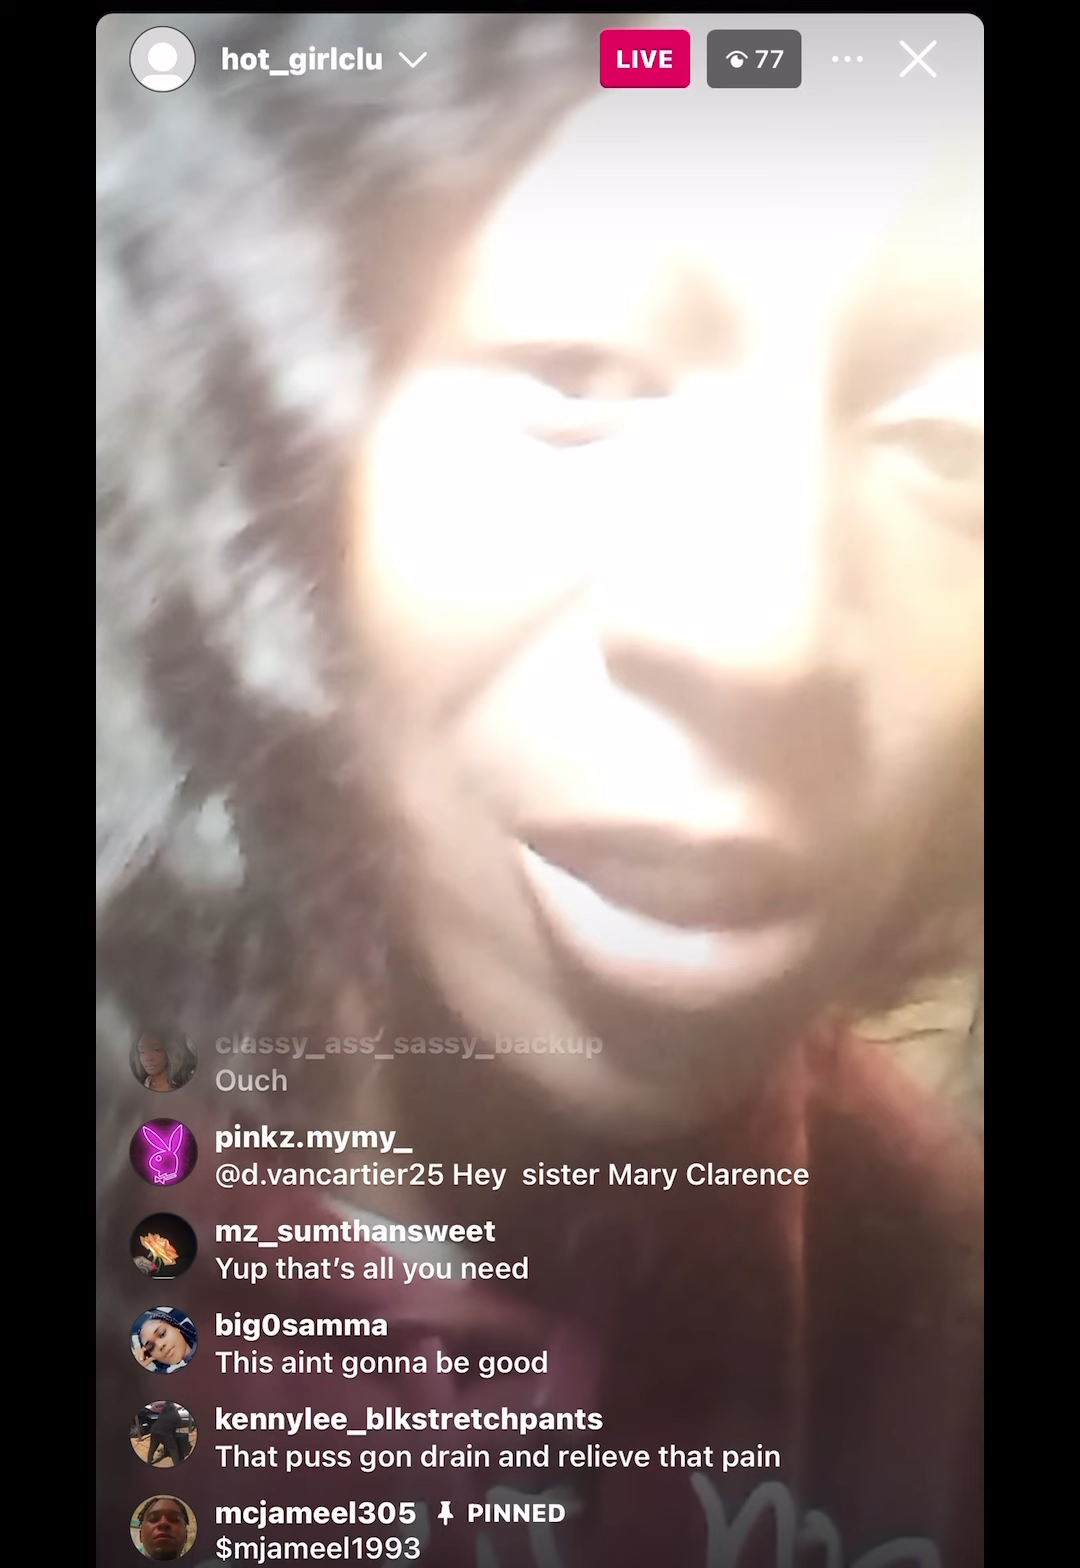 hot_girlclu
LIVE
77
classy_ass_sassy_backup
Ouch
pinkz.mymy_
@d.vancartier25 Hey sister Mary Clarence
mz_sumthansweet
Yup that’s all you need
big0samma
This aint gonna be good
kennylee_blkstretchpants
That puss gon drain and relieve that pain
mcjameel305 PINNED
$mjameel1993